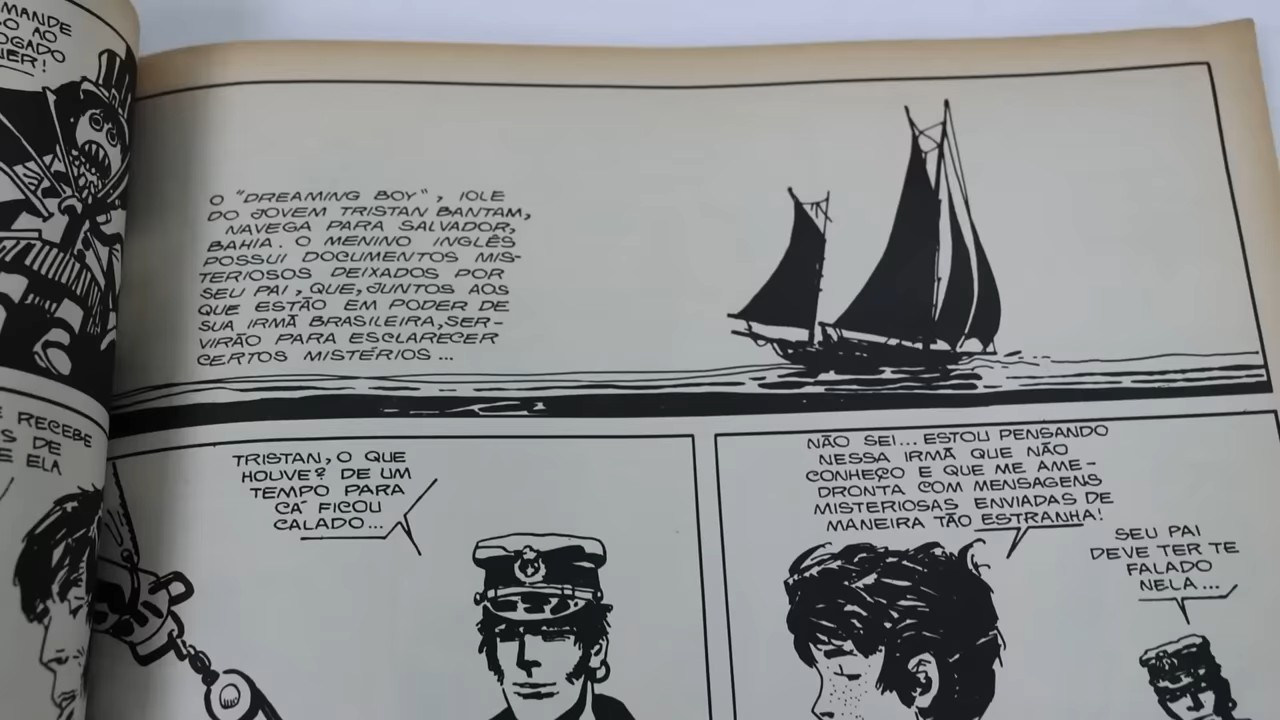 MANDE
AO
OGADO
UER!
E RECEBE
S DE
E ELA
O "DREAMING BOY", IOLE
DO JOVEM TRISTAN BANTAM,
NAVEGA PARA SALVADOR,
BAHIA. O MENINO INGLÊS
POSSUI DOCUMENTOS MIS-
TERIOSOS DEIXADOS POR
SEU PAI, QUE, JUNTOS AOS
QUE ESTÃO EM PODER DE
SUA IRMÃ BRASILEIRA, SER-
VIRÃO PARA ESCLARECER
CERTOS MISTÉRIOS...
TRISTAN, O QUE
HOUVE? DE UM
TEMPO PARA
CÁ FICOU
CALADO...
NÃO SEI... ESTOU PENSANDO
NESSA IRMÃ QUE NÃO
CONHEÇO E QUE ME AME-
DRONTA COM MENSAGENS
MISTERIOSAS ENVIADAS DE
MANEIRA TÃO ESTRANHA!
SEU PAI
DEVE TER TE
FALADO
NELA...